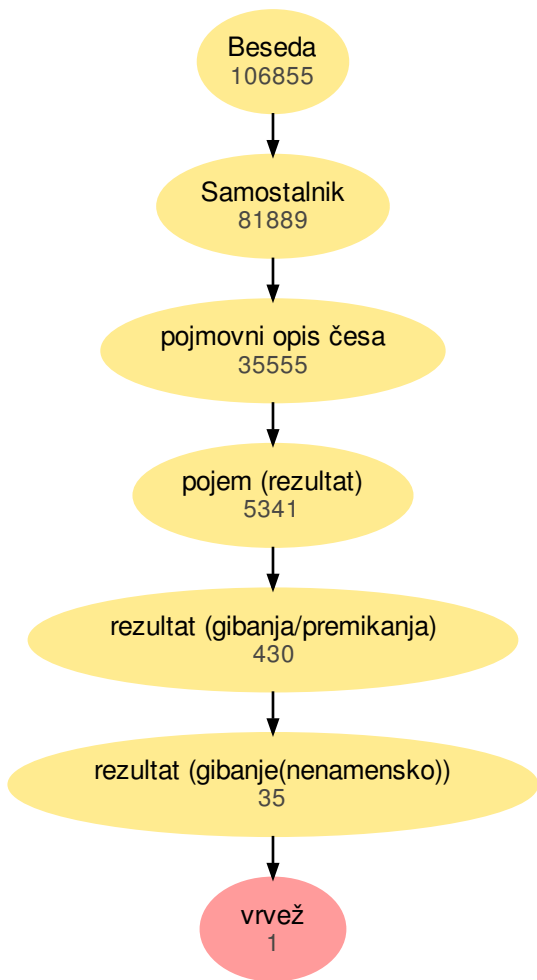 Beseda
106855
Samostalnik
81889
pojmovni opis česa
35555
pojem (rezultat)
5341
rezultat (gibanja/premikanja)
430
rezultat (gibanje(nenamensko))
35
vrvež
1